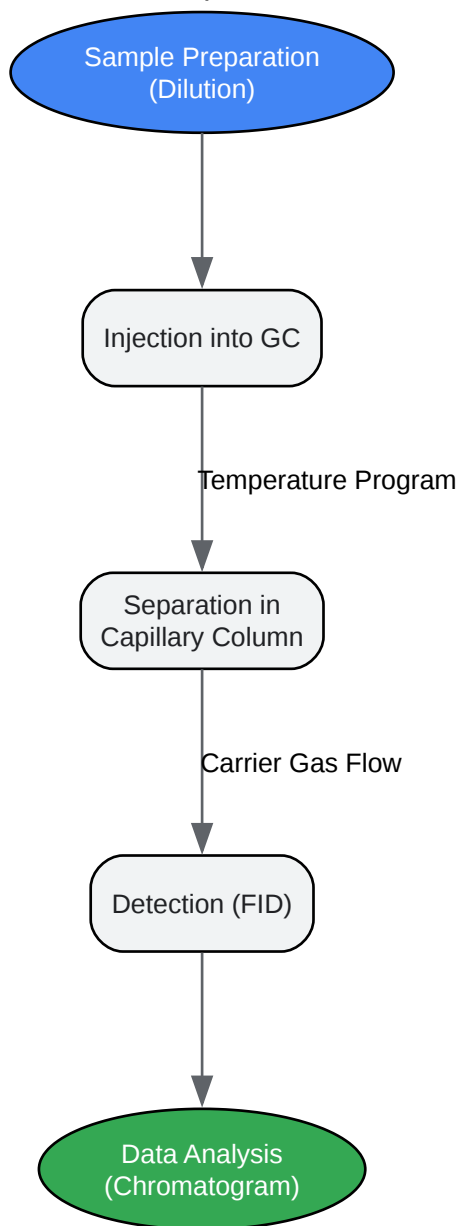 Sample Preparation
(Dilution)
Injection into GC
Temperature Program
Separation in
Capillary Column
Carrier Gas Flow
Detection (FID)
Data Analysis
(Chromatogram)